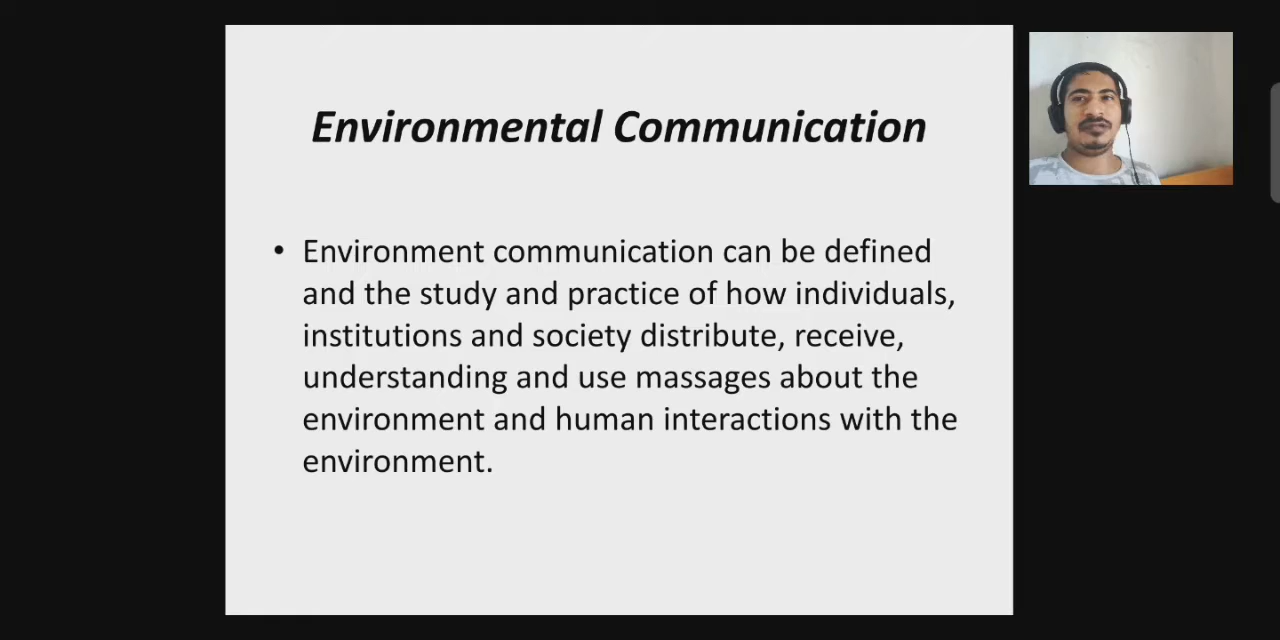 Environmental Communication
• Environment communication can be defined
and the study and practice of how individuals,
institutions and society distribute, receive,
understanding and use massages about the
environment and human interactions with the
environment.